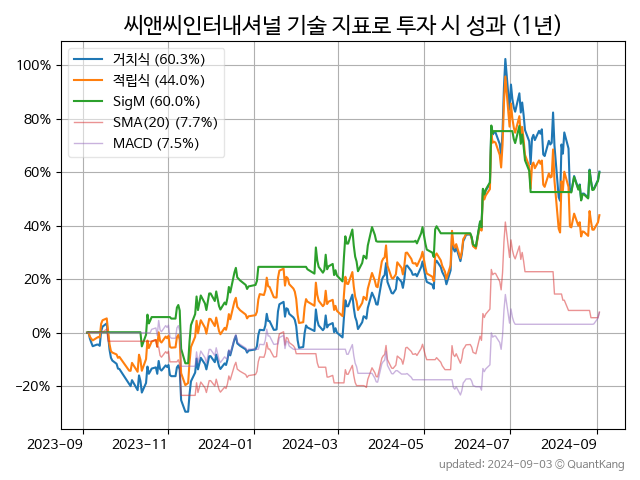 씨앤씨인터내셔널 기술 지표로 투자 시 성과 (1년)
거치식 (60.3%)
적립식 (44.0%)
SigM (60.0%)
SMA(20) (7.7%)
MACD (7.5%)
100%
80%
60%
40%
20%
0%
−20%
2023-09 2023-11 2024-01 2024-03 2024-05 2024-07 2024-09
updated: 2024-09-03 © QuantKang